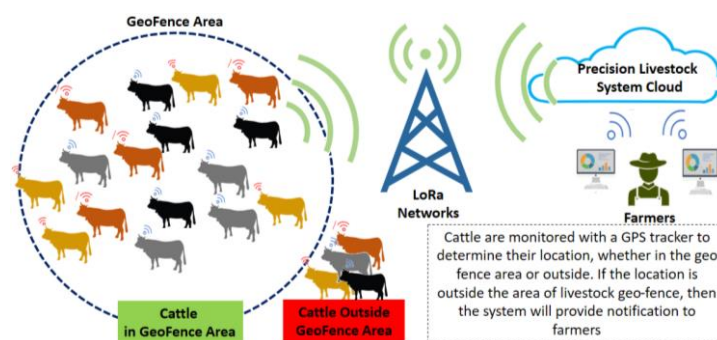 GeoFence Area
Precision Livestock
System Cloud
LoRa
Networks
Farmers
Cattle are monitored with a GPS tracker to
determine their location, whether in the geo
fence area or outside. If the location is
outside the area of livestock geo-fence, then
the system will provide notification to
farmers
Cattle
in GeoFence Area
Cattle Outside
GeoFence Area